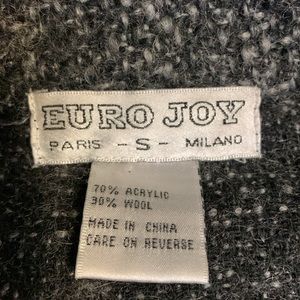 EURO JOY
PARIS - S - MILANO
70% ACRYLIC
30% WOOL
MADE IN CHINA
CARE ON REVERSE